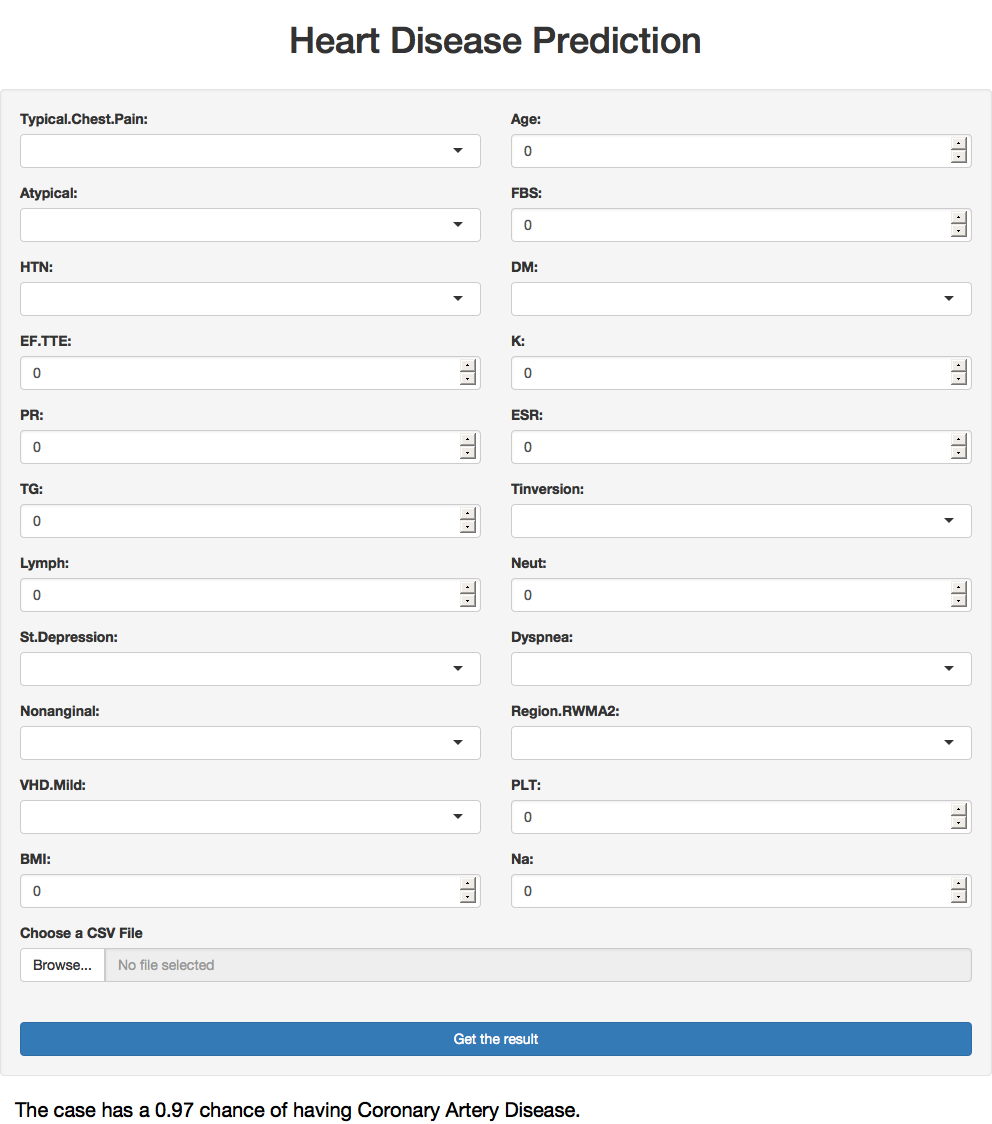 Heart Disease Prediction
Typical.Chest.Pain: Age:
0
Atypical: FBS:
0
HTN: DM:
EF.TTE: K:
0 0
PR: ESR:
0 0
TG: Tinversion:
0
Lymph: Neut:
0 0
St.Depression: Dyspnea:
Nonanginal: Region.RWMA2:
VHD.Mild: PLT:
0
BMI: Na:
0 0
Choose a CSV File
Browse... No file selected
Get the result
The case has a 0.97 chance of having Coronary Artery Disease.